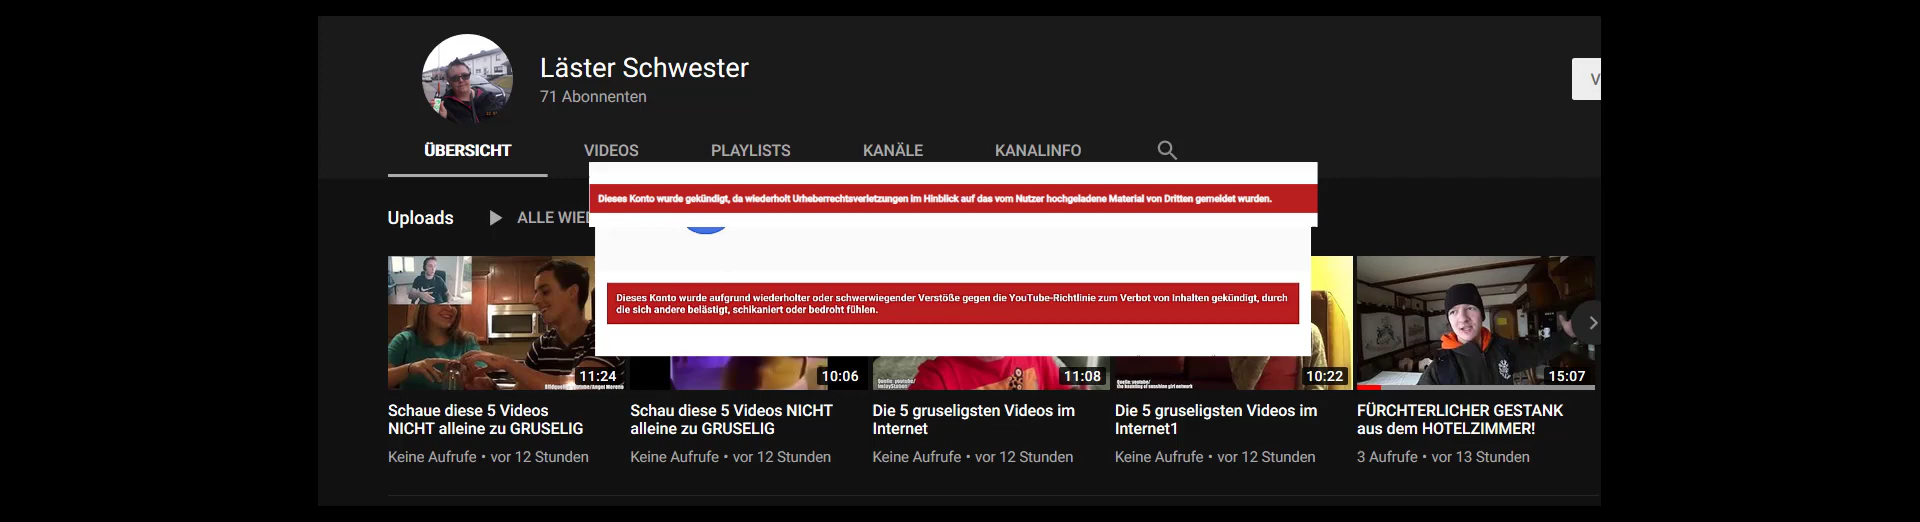 Läster Schwester
71 Abonnenten
V
ÜBERSICHT VIDEOS PLAYLISTS KANÄLE KANALINFO
Dieses Konto wurde gekündigt, da wiederholt Urheberrechtsverletzungen im Hinblick auf das vom Nutzer hochgeladene Material von Dritten gemeldet wurden.
Uploads ALLE WIE
Dieses Konto wurde aufgrund wiederholter oder schwerwiegender Verstöße gegen die YouTube-Richtlinie zum Verbot von Inhalten gekündigt, durch
die sich andere belästigt, schikaniert oder bedroht fühlen.
11:24 10:06 11:08 10:22 15:07
Schaue diese 5 Videos
NICHT alleine zu GRUSELIG
Keine Aufrufe • vor 12 Stunden
Schau diese 5 Videos NICHT
alleine zu GRUSELIG
Keine Aufrufe • vor 12 Stunden
Die 5 gruseligsten Videos im
Internet
Keine Aufrufe • vor 12 Stunden
Die 5 gruseligsten Videos im
Internet1
Keine Aufrufe • vor 12 Stunden
FÜRCHTERLICHER GESTANK
aus dem HOTELZIMMER!
3 Aufrufe • vor 13 Stunden